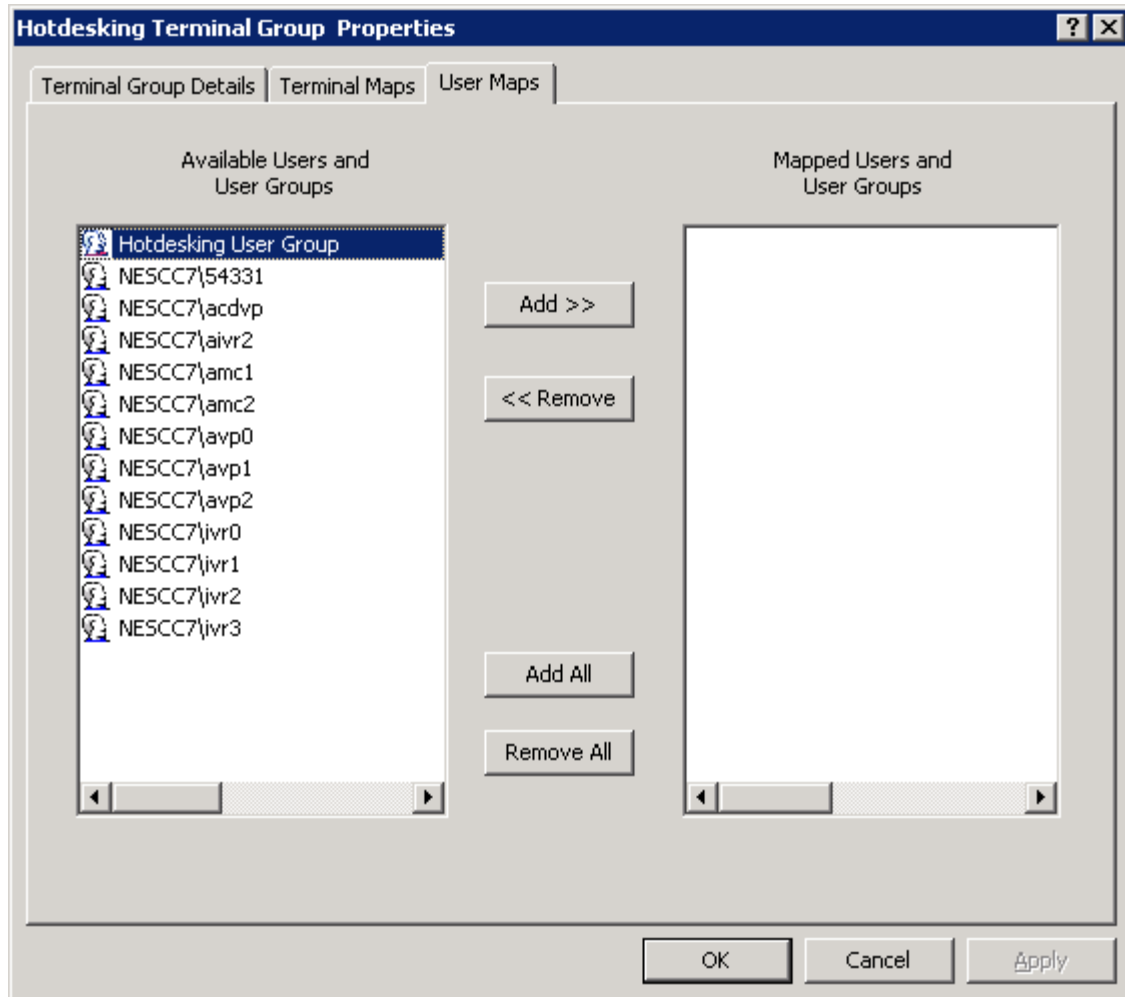 Hotdesking Terminal Group  Properties
Terminal Group Details
Terminal Maps
User Maps
Available Users and
User Groups
Hotdesking User Group
NESCC7\54331
NESCC7\acdvp
NESCC7\aivr2
NESCC7\amc1
NESCC7\amc2
NESCC7\avp0
NESCC7\avp1
NESCC7\avp2
NESCC7\ivr0
NESCC7\ivr1
NESCC7\ivr2
NESCC7\ivr3
Add >>
<< Remove
Add All
Remove All
Mapped Users and
User Groups
OK
Cancel
Apply